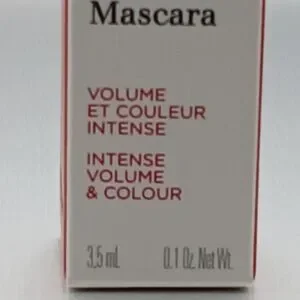 Mascara
VOLUME
ET COULEUR
INTENSE
INTENSE
VOLUME
& COLOUR
3,5 mL 0.1 Oz. Net Wt.